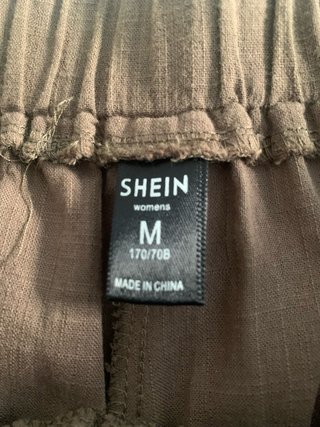 SHEIN
womens
M
170/70B
MADE IN CHINA